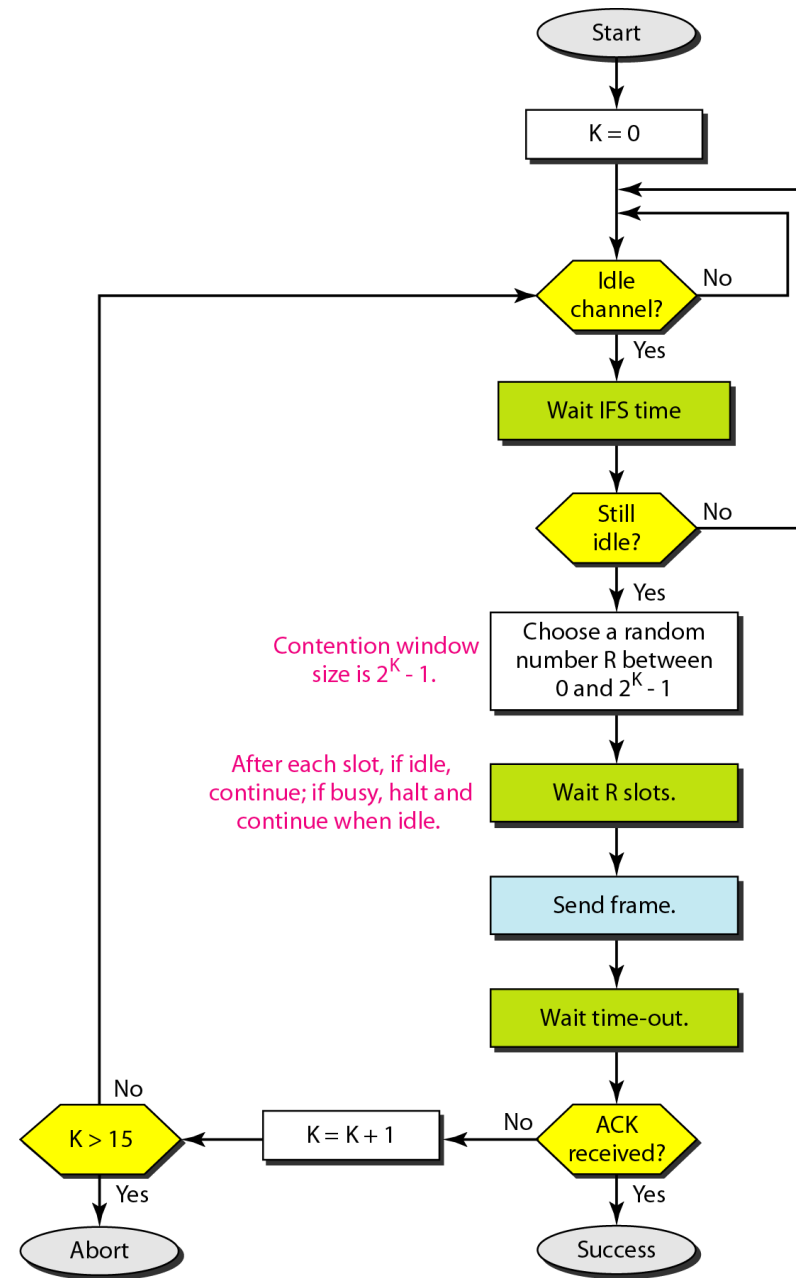 Start
K = 0
Idle
channel?
No
Yes
Wait IFS time
Still
idle?
No
Yes
Contention window
size is 2^K - 1.
Choose a random
number R between
0 and 2^K - 1
After each slot, if idle,
continue; if busy, halt and
continue when idle.
Wait R slots.
Send frame.
Wait time-out.
ACK
received?
No
Yes
K = K + 1
K > 15
No
Yes
Abort
Success